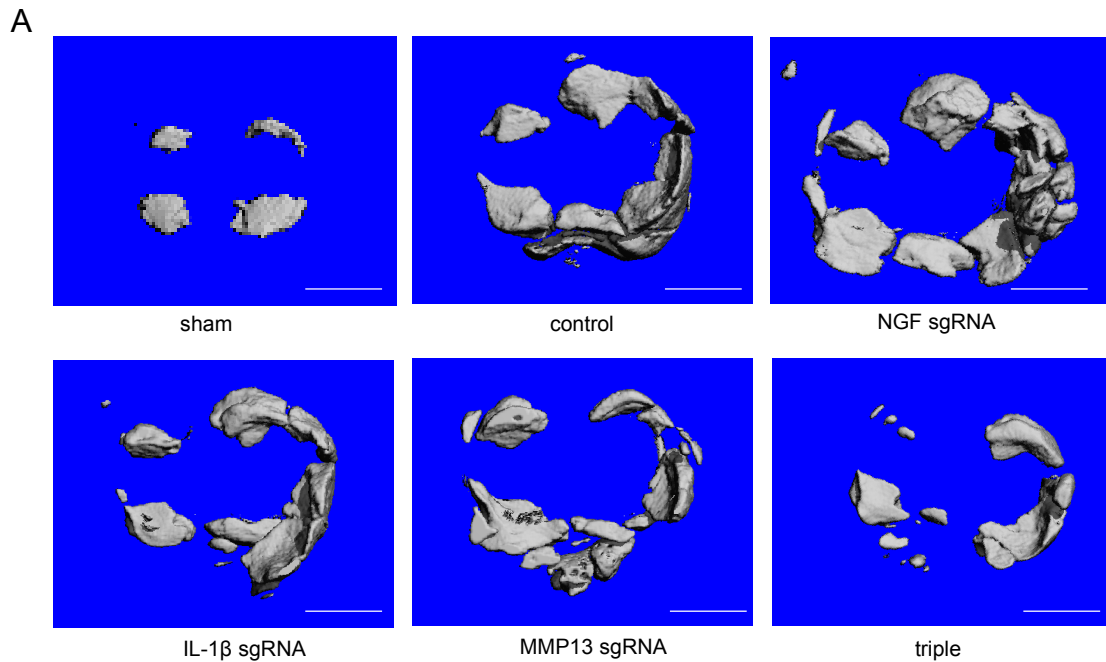 A
sham
control
NGF sgRNA
IL-1β sgRNA
MMP13 sgRNA
triple